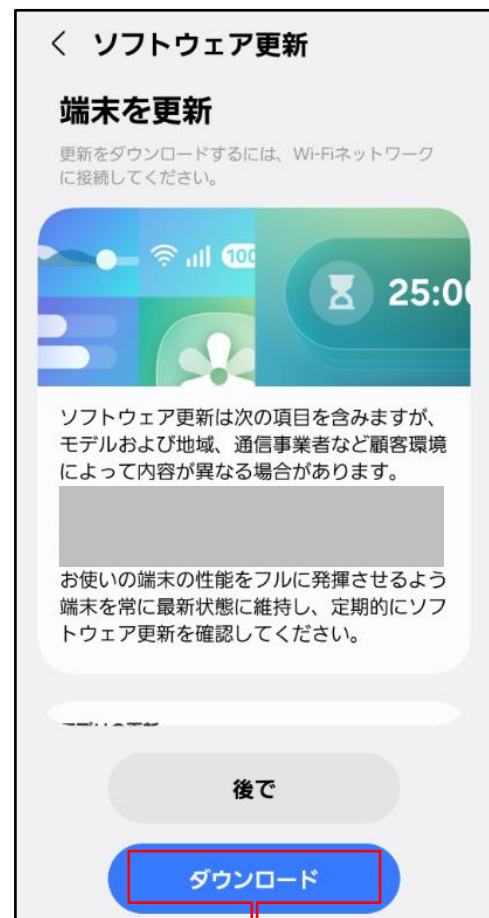 ソフトウェア更新
端末を更新
更新をダウンロードするには、Wi-Fiネットワーク
に接続してください。
100
25:00
ソフトウェア更新は次の項目を含みますが、
モデルおよび地域、通信事業者など顧客環境
によって内容が異なる場合があります。
お使いの端末の性能をフルに発揮させるよう
端末を常に最新状態に維持し、定期的にソフ
トウェア更新を確認してください。
後で
ダウンロード